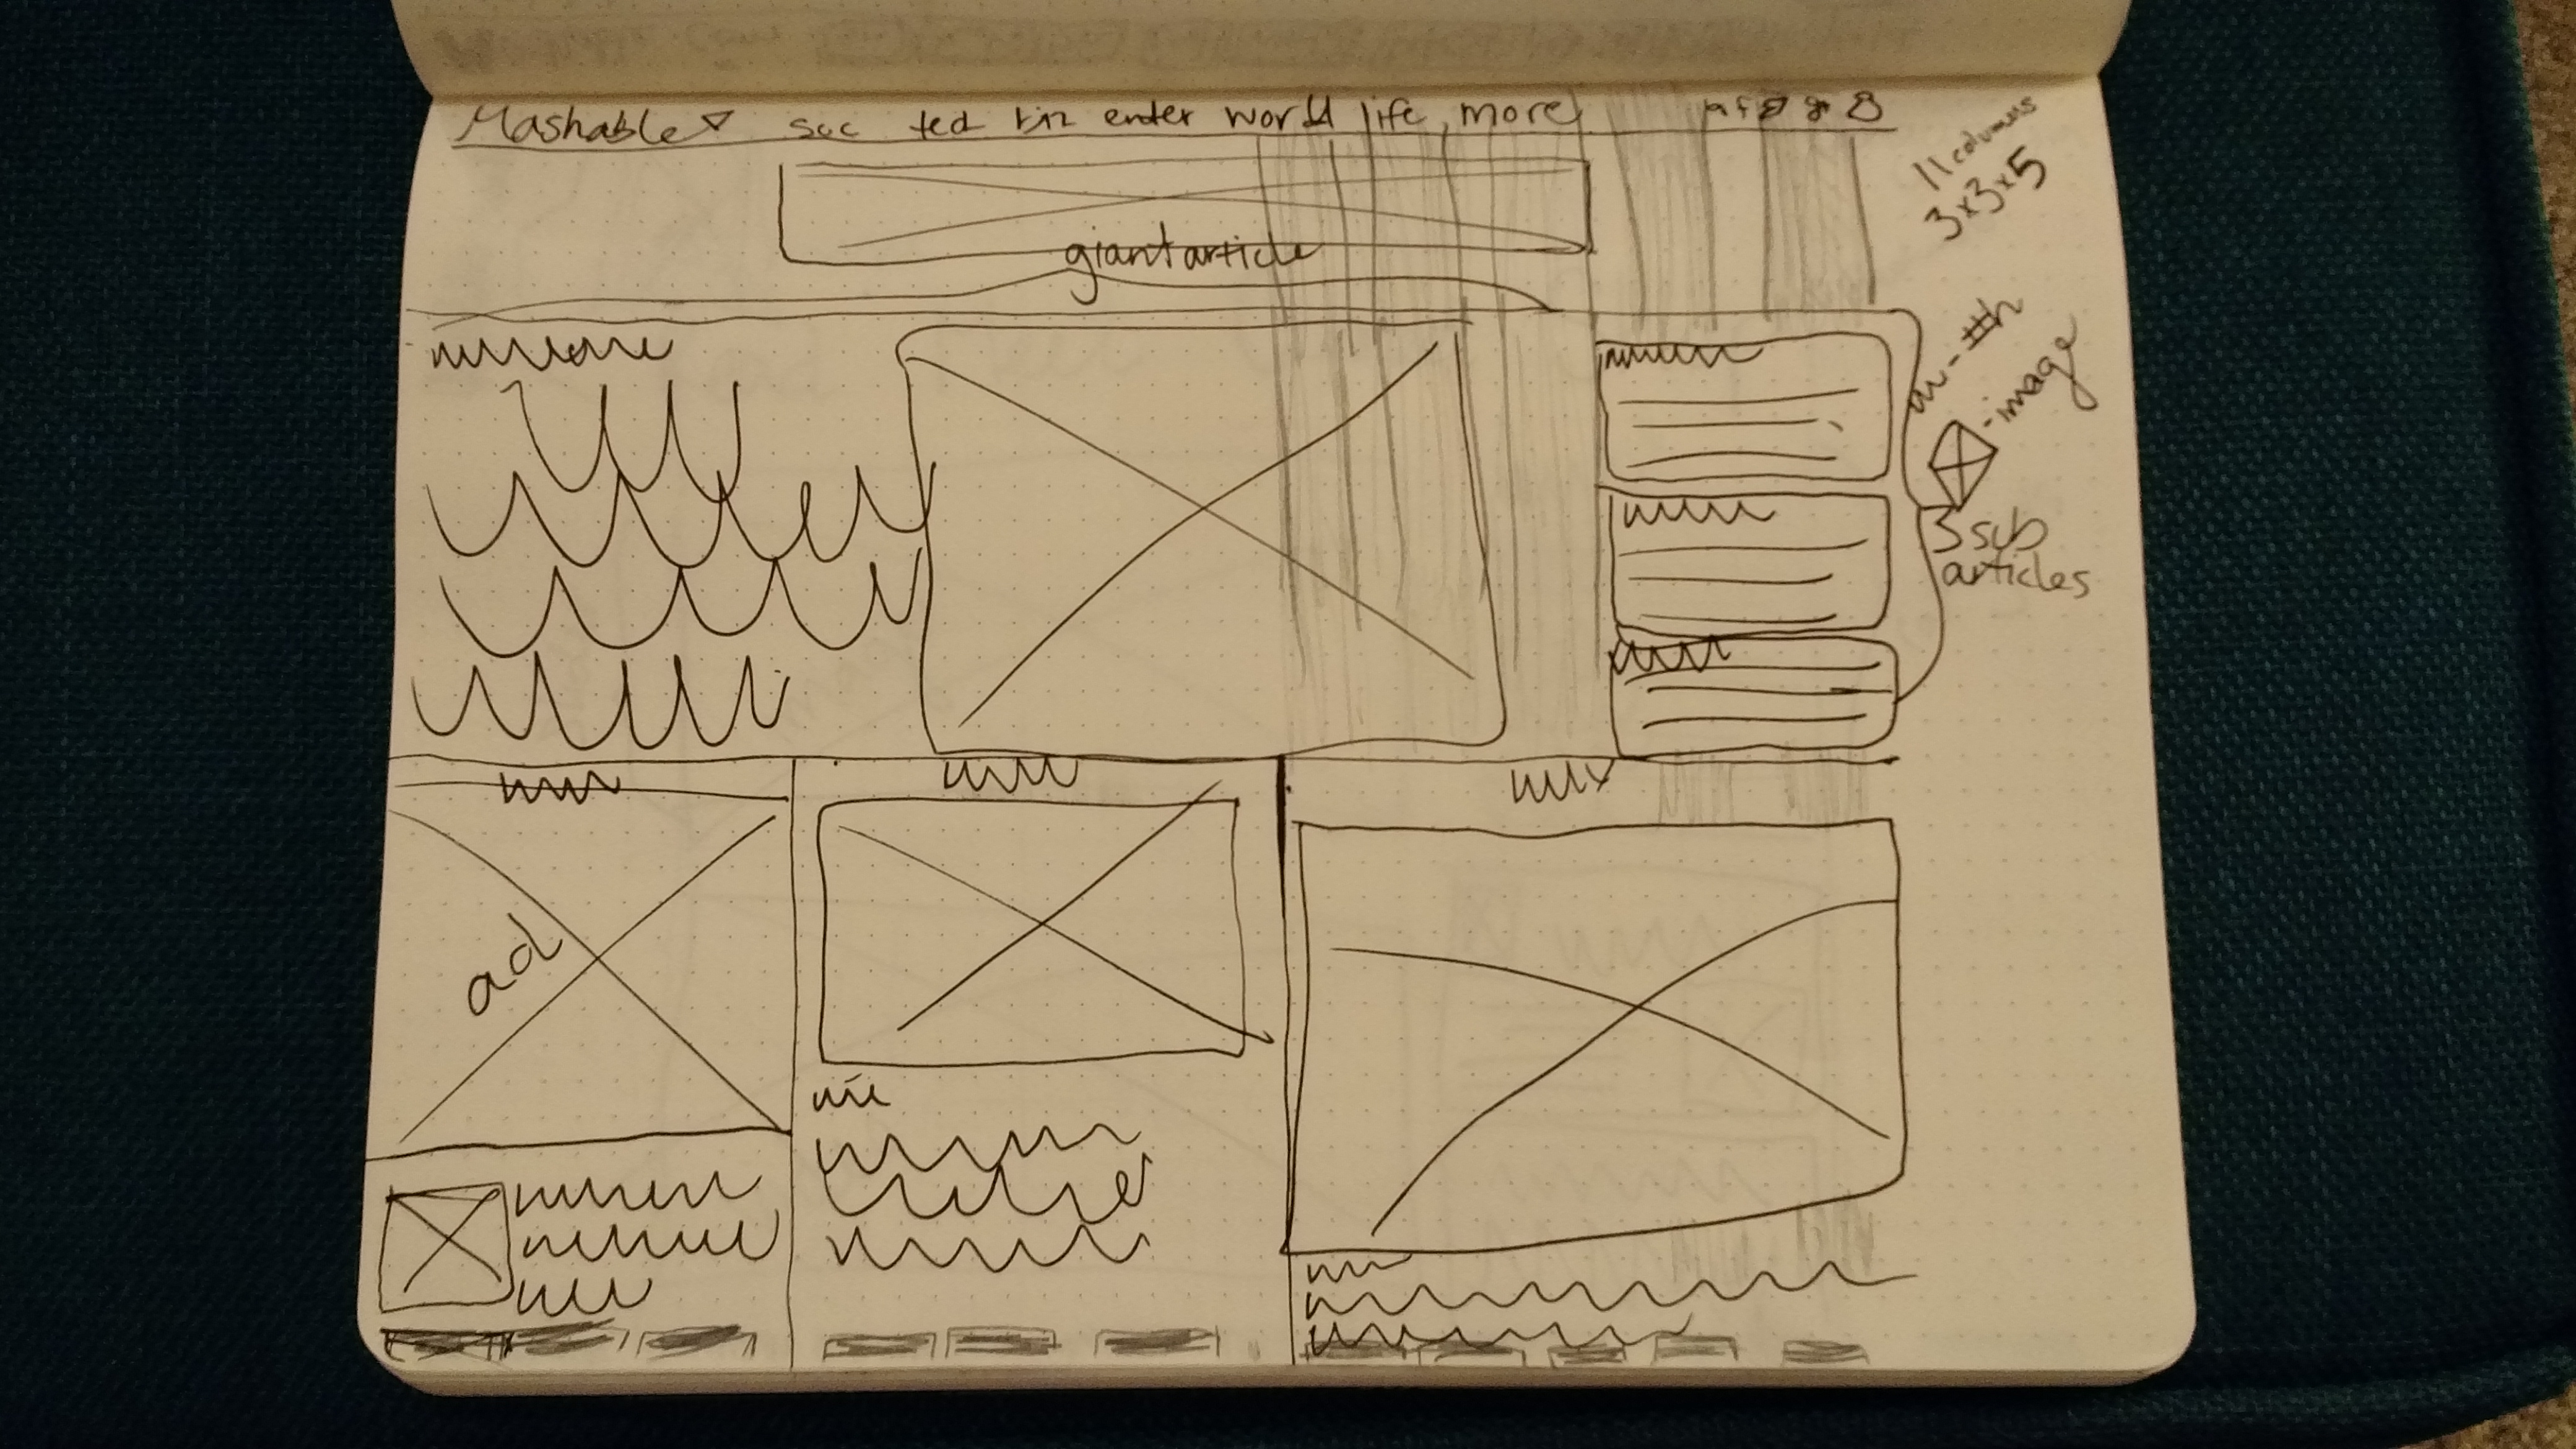 Mashable soc tech biz enter world life more
11 columns
3x3x5
giant article
- #h
- image
3 sub
articles
ad